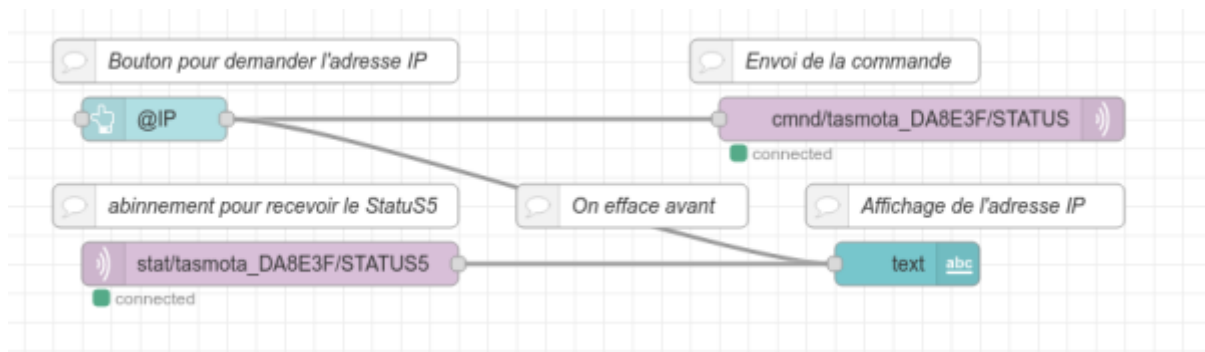 Bouton pour demander l'adresse IP
Envoi de la commande
@IP
cmnd/tasmota_DA8E3F/STATUS
connected
abinnement pour recevoir le StatuS5
On efface avant
Affichage de l'adresse IP
stat/tasmota_DA8E3F/STATUS5
text
abc
connected